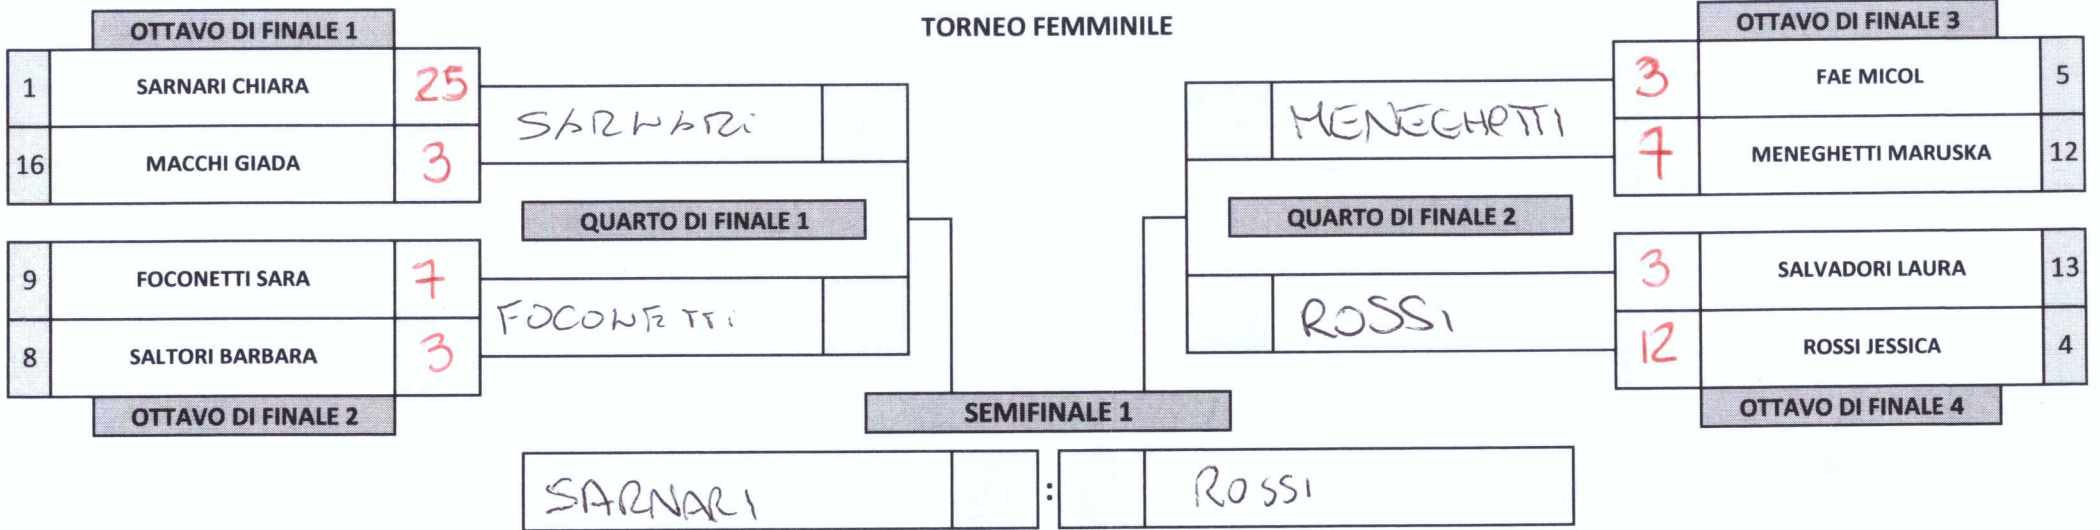 TORNEO FEMMINILE
OTTAVO DI FINALE 1
1 SARNARI CHIARA 25
16 MACCHI GIADA 3
SARNARI
QUARTO DI FINALE 1
9 FOCONETTI SARA 7
8 SALTORI BARBARA 3
FOCONETTI
OTTAVO DI FINALE 2
OTTAVO DI FINALE 3
3 FAE MICOL 5
7 MENEGHETTI MARUSKA 12
MENEGHETTI
QUARTO DI FINALE 2
3 SALVADORI LAURA 13
12 ROSSI JESSICA 4
ROSSI
OTTAVO DI FINALE 4
SEMIFINALE 1
SARNARI : ROSSI